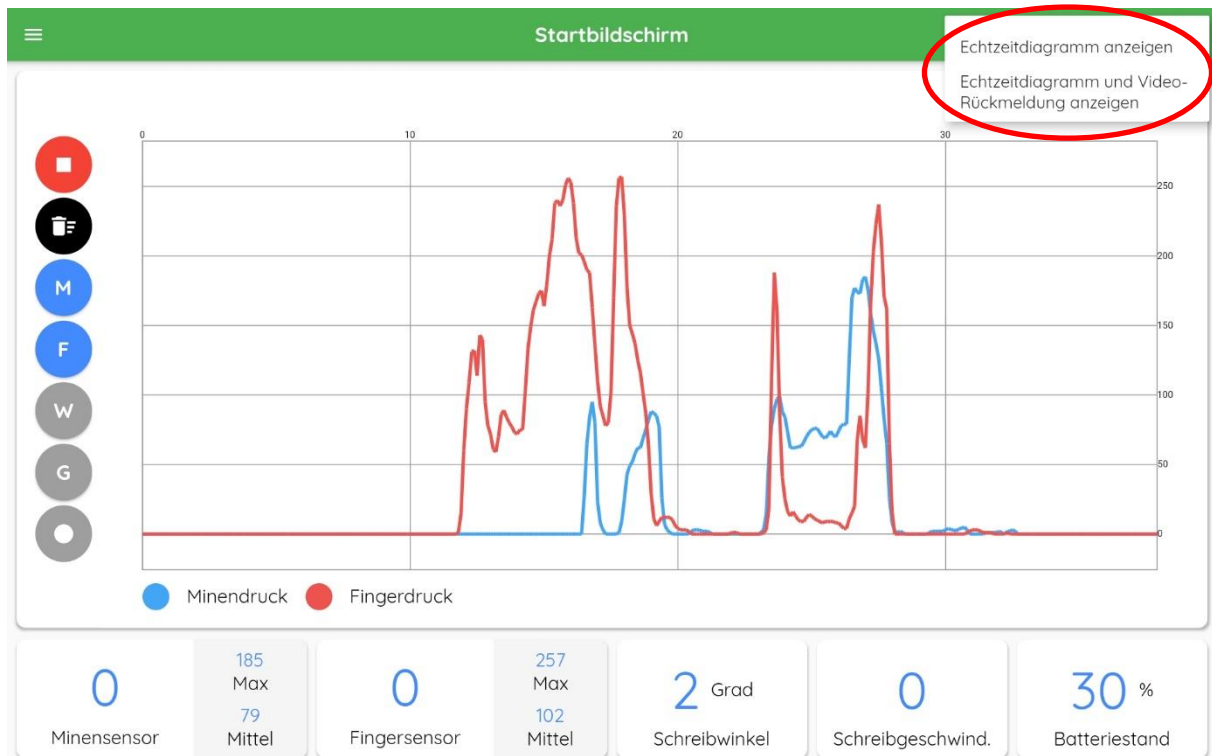 Startbildschirm
Echtzeitdiagramm anzeigen
Echtzeitdiagramm und Video-
Rückmeldung anzeigen
0
10
20
30
250
200
150
100
50
0
M
F
W
G
Minendruck
Fingerdruck
0
Minensensor
185
Max
79
Mittel
0
Fingersensor
257
Max
102
Mittel
2 Grad
Schreibwinkel
0
Schreibgeschwind.
30 %
Batteriestand